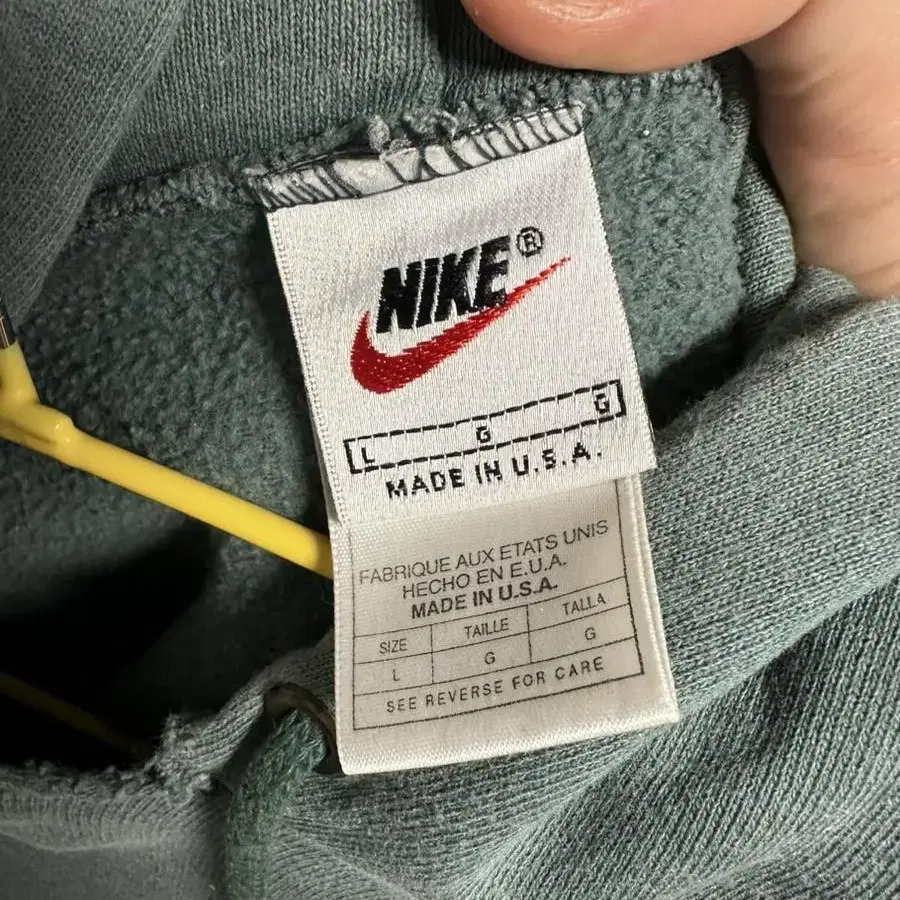 NIKE®
L G G
MADE IN U.S.A.
FABRIQUE AUX ETATS UNIS
HECHO EN E.U.A.
MADE IN U.S.A.
SIZE TAILLE TALLA
L G G
SEE REVERSE FOR CARE